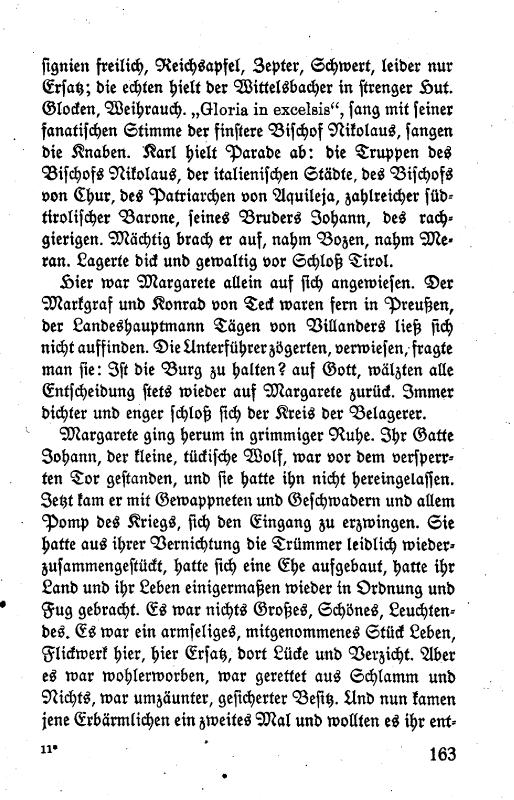 signien freilich, Reichsapfel, Zepter, Schwert, leider nur
Ersatz; die echten hielt der Wittelsbacher in strenger Hut.
Glocken, Weihrauch. „Gloria in excelsis“, sang mit seiner
fanatischen Stimme der finstere Bischof Nikolaus, sangen
die Knaben. Karl hielt Parade ab: die Truppen des
Bischofs Nikolaus, der italienischen Städte, des Bischofs
von Chur, des Patriarchen von Aquileja, zahlreicher süd-
tirolischer Barone, seines Bruders Johann, des rach-
gierigen. Mächtig brach er auf, nahm Bozen, nahm Me-
ran. Lagerte dick und gewaltig vor Schloß Tirol.
Hier war Margarete allein auf sich angewiesen. Der
Markgraf und Konrad von Teck waren fern in Preußen,
der Landeshauptmann Tägen von Villanders ließ sich
nicht auffinden. Die Unterführer zögerten, verwiesen, fragte
man sie: Ist die Burg zu halten? auf Gott, wälzten alle
Entscheidung stets wieder auf Margarete zurück. Immer
dichter und enger schloß sich der Kreis der Belagerer.
Margarete ging herum in grimmiger Ruhe. Ihr Gatte
Johann, der kleine, tückische Wolf, war vor dem versperr-
ten Tor gestanden, und sie hatte ihn nicht hereingelassen.
Jetzt kam er mit Gewappneten und Geschwadern und allem
Pomp des Kriegs, sich den Eingang zu erzwingen. Sie
hatte aus ihrer Vernichtung die Trümmer leidlich wieder-
zusammengestückt, hatte sich eine Ehe aufgebaut, hatte ihr
Land und ihr Leben einigermaßen wieder in Ordnung und
Fug gebracht. Es war nichts Großes, Schönes, Leuchten-
des. Es war ein armseliges, mitgenommenes Stück Leben,
Flickwerk hier, hier Ersatz, dort Lücke und Verzicht. Aber
es war wohlerworben, war gerettet aus Schlamm und
Nichts, war umzäunter, gesicherter Besitz. Und nun kamen
jene Erbärmlichen ein zweites Mal und wollten es ihr ent-
11*
163